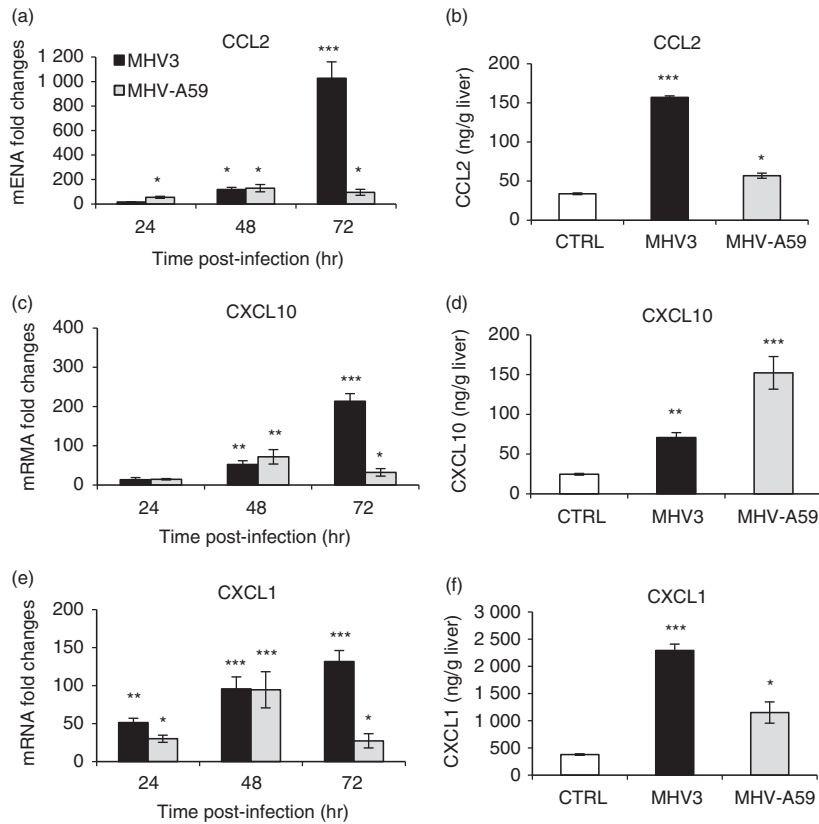 (a)
CCL2
mENA fold changes
1 200
1 000
800
600
400
200
0
MHV3
MHV-A59
*
*
*
***
*
24 48 72
Time post-infection (hr)
(b)
CCL2
CCL2 (ng/g liver)
200
150
100
50
0
***
*
CTRL MHV3 MHV-A59
(c)
CXCL10
mRMA fold changes
400
300
200
100
0
**
**
***
*
24 48 72
Time post-infection (hr)
(d)
CXCL10
CXCL10 (ng/g liver)
200
150
100
50
0
**
***
CTRL MHV3 MHV-A59
(e)
CXCL1
mRNA fold changes
200
150
100
50
0
**
*
***
***
***
*
24 48 72
Time post-infection (hr)
(f)
CXCL1
CXCL1 (ng/g liver)
3 000
2 500
2 000
1 500
1 000
500
0
***
*
CTRL MHV3 MHV-A59